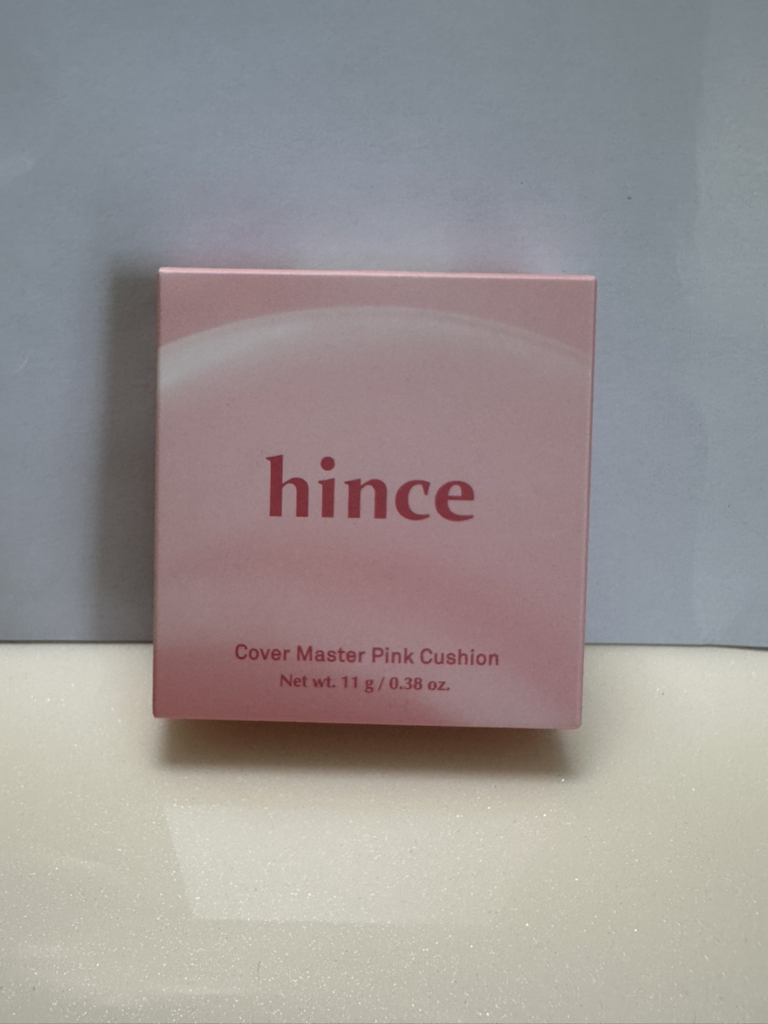 hince
Cover Master Pink Cushion
Net wt. 11 g / 0.38 oz.